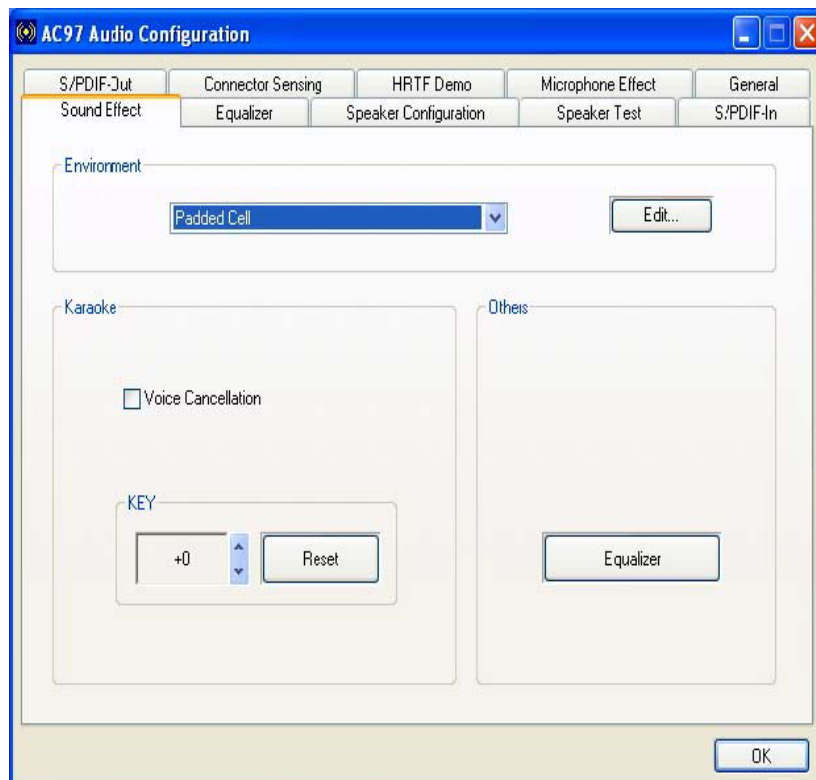 AC97 Audio Configuration
S/PDIF-Out Connector Sensing HRTF Demo Microphone Effect General
Sound Effect Equalizer Speaker Configuration Speaker Test S/PDIF-In
Environment
Padded Cell Edit...
Karaoke Others
Voice Cancellation
KEY
+0 Reset Equalizer
OK